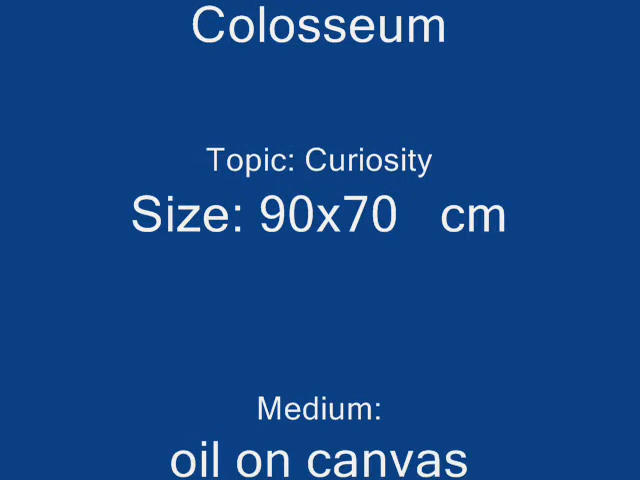 Colosseum
Topic: Curiosity
Size: 90x70 cm
Medium:
oil on canvas